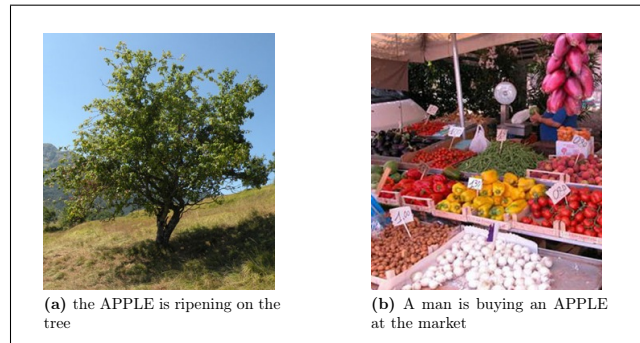 (a) the APPLE is ripening on the
tree
(b) A man is buying an APPLE
at the market